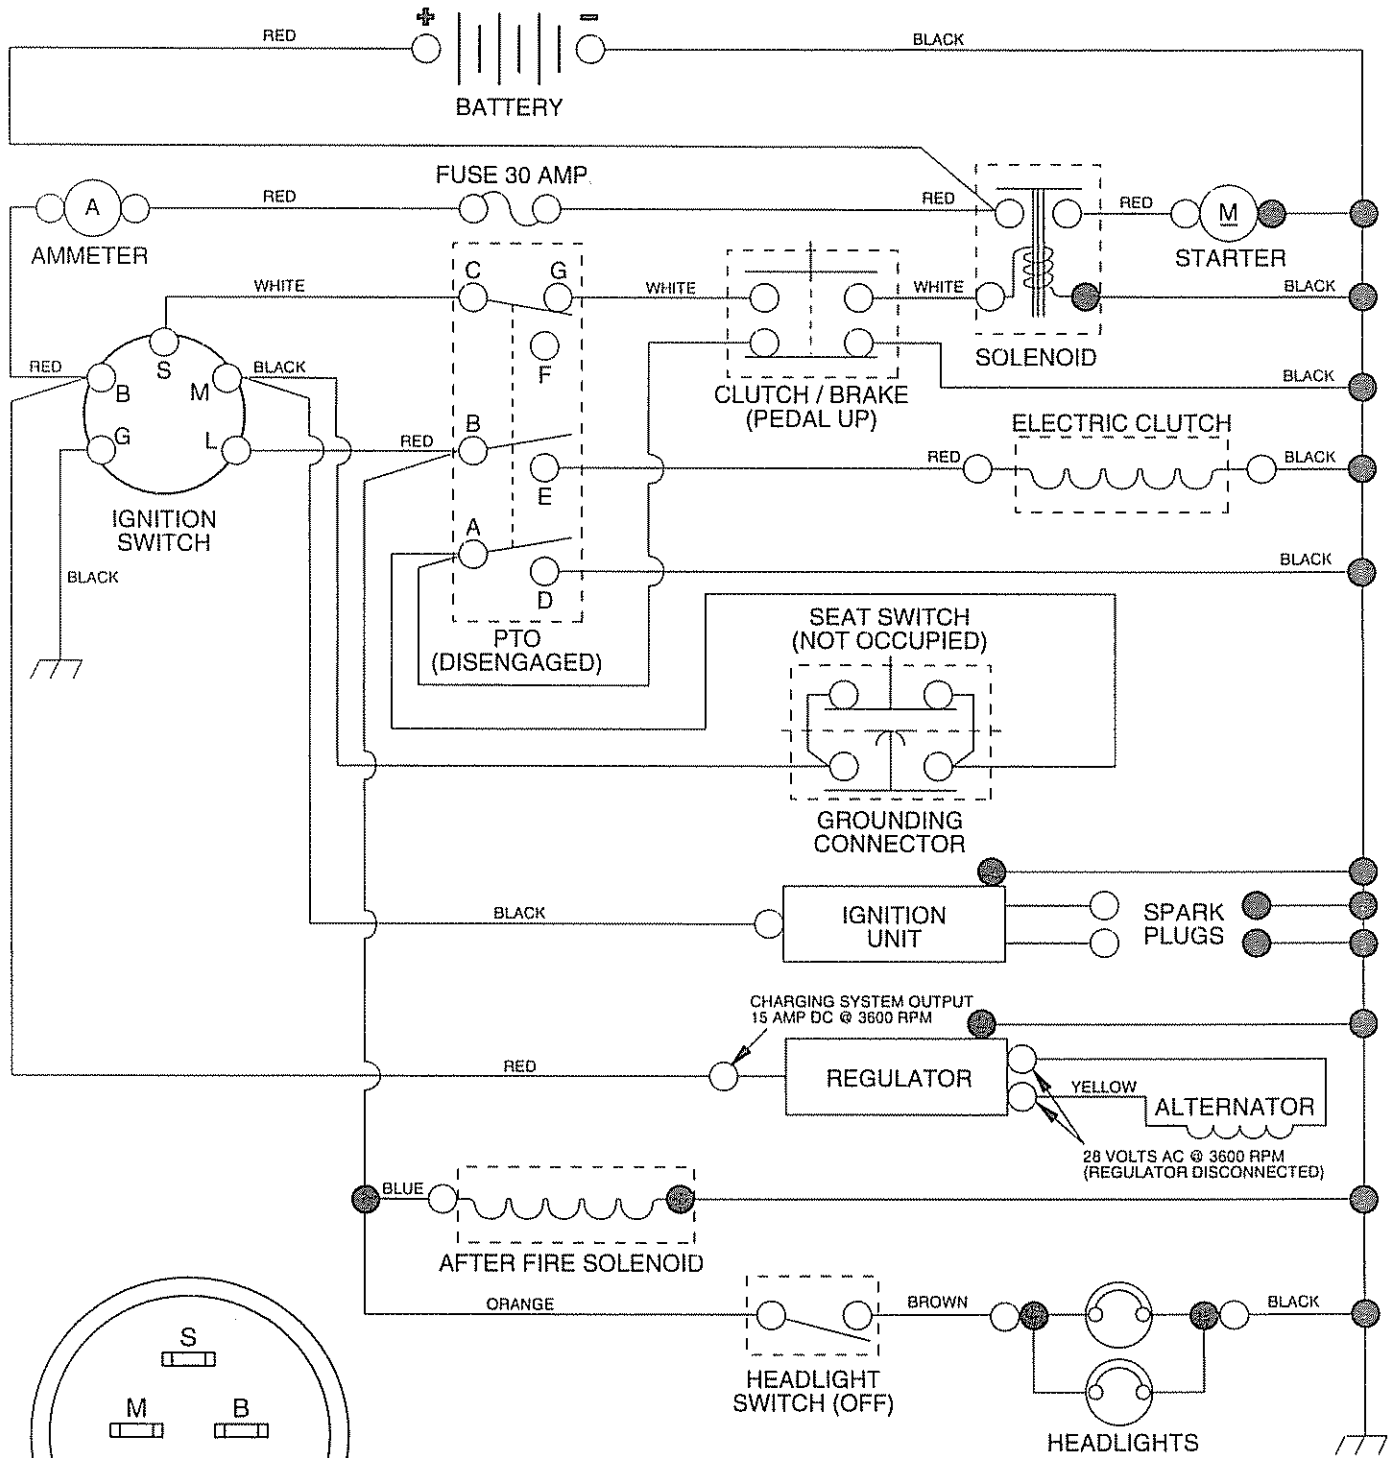 + −
RED
BLACK
BATTERY
FUSE 30 AMP.
RED
RED
RED
A
M
AMMETER
STARTER
C G
WHITE
WHITE
WHITE
BLACK
SOLENOID
S
RED
BLACK
B
M
F
CLUTCH / BRAKE
(PEDAL UP)
BLACK
G
L
RED
B
ELECTRIC CLUTCH
RED
BLACK
E
IGNITION
SWITCH
A
BLACK
BLACK
D
PTO
(DISENGAGED)
SEAT SWITCH
(NOT OCCUPIED)
GROUNDING
CONNECTOR
BLACK
IGNITION
UNIT
SPARK
PLUGS
CHARGING SYSTEM OUTPUT
15 AMP DC @ 3600 RPM
RED
REGULATOR
YELLOW
ALTERNATOR
28 VOLTS AC @ 3600 RPM
(REGULATOR DISCONNECTED)
BLUE
AFTER FIRE SOLENOID
ORANGE
BROWN
BLACK
HEADLIGHT
SWITCH (OFF)
HEADLIGHTS
S
M B